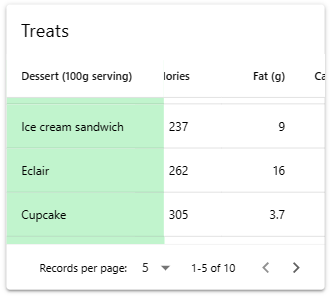 Treats
Dessert (100g serving) lories Fat (g) Ca
Ice cream sandwich 237 9
Eclair 262 16
Cupcake 305 3.7
Records per page: 5 1-5 of 10